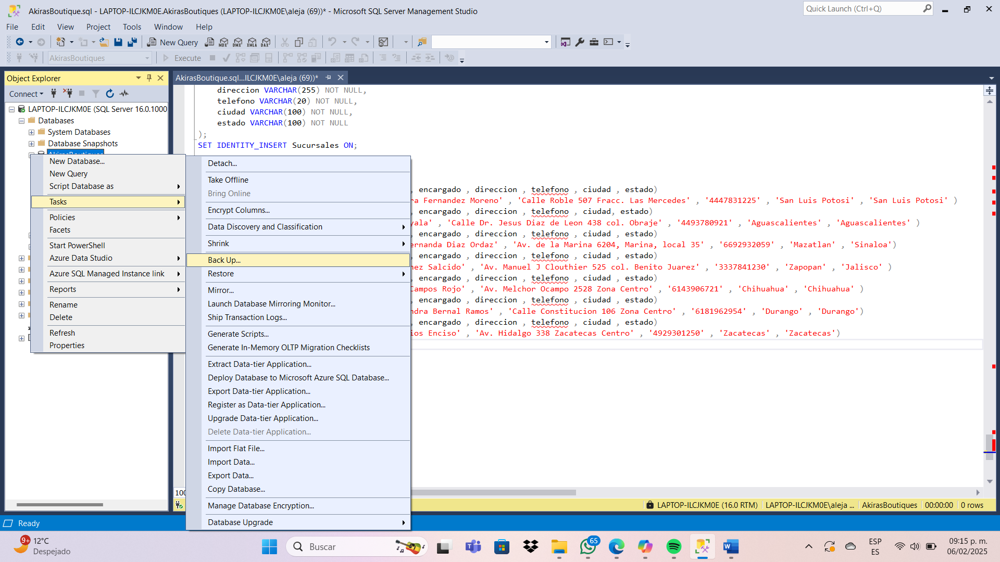 AkirasBoutique.sql - LAPTOP-ILCJKM0E.AkirasBoutiques (LAPTOP-ILCJKM0E\aleja (69))* - Microsoft SQL Server Management Studio
Quick Launch (Ctrl+Q)
File Edit View Project Tools Window Help
New Query
MDX DMX XMLA DAX
AkirasBoutiques
Execute
Object Explorer
Connect
LAPTOP-ILCJKM0E (SQL Server 16.0.1000
Databases
System Databases
Database Snapshots
New Database...
New Query
Script Database as
Tasks
Policies
Facets
Start PowerShell
Azure Data Studio
Azure SQL Managed Instance link
Reports
Rename
Delete
Refresh
Properties
Detach...
Take Offline
Bring Online
Encrypt Columns...
Data Discovery and Classification
Shrink
Back Up...
Restore
Mirror...
Launch Database Mirroring Monitor...
Ship Transaction Logs...
Generate Scripts...
Generate In-Memory OLTP Migration Checklists
Extract Data-tier Application...
Deploy Database to Microsoft Azure SQL Database...
Export Data-tier Application...
Register as Data-tier Application...
Upgrade Data-tier Application...
Delete Data-tier Application...
Import Flat File...
Import Data...
Export Data...
Copy Database...
Manage Database Encryption...
Database Upgrade
AkirasBoutique.sql...ILCJKM0E\aleja (69))*
direccion VARCHAR(255) NOT NULL,
telefono VARCHAR(20) NOT NULL,
ciudad VARCHAR(100) NOT NULL,
estado VARCHAR(100) NOT NULL
);
SET IDENTITY_INSERT Sucursales ON;
, encargado , direccion , telefono , ciudad , estado)
ra Fernandez Moreno' , 'Calle Roble 507 Fracc. Las Mercedes' , '4447831225' , 'San Luis Potosi' , 'San Luis Potosi' )
, encargado , direccion , telefono , ciudad, estado)
yala' , 'Calle Dr. Jesus Diaz de Leon 438 col. Obraje' , '4493780921' , 'Aguascalientes' , 'Aguascalientes' )
, encargado , direccion , telefono , ciudad , estado)
ernanda Diaz Ordaz' , 'Av. de la Marina 6204, Marina, local 35' , '6692932059' , 'Mazatlan' , 'Sinaloa')
, encargado , direccion , telefono , ciudad , estado)
nez Salcido' , 'Av. Manuel J Clouthier 525 col. Benito Juarez' , '3337841230' , 'Zapopan' , 'Jalisco' )
, encargado , direccion , telefono , ciudad , estado)
Campos Rojo' , 'Av. Melchor Ocampo 2528 Zona Centro' , '6143906721' , 'Chihuahua' , 'Chihuahua' )
, encargado , direccion , telefono , ciudad , estado)
ndra Bernal Ramos' , 'Calle Constitucion 106 Zona Centro' , '6181962954' , 'Durango' , 'Durango')
, encargado , direccion , telefono , ciudad , estado)
ios Enciso' , 'Av. Hidalgo 338 Zacatecas Centro' , '4929301250' , 'Zacatecas' , 'Zacatecas')
100
LAPTOP-ILCJKM0E (16.0 RTM) LAPTOP-ILCJKM0E\aleja ... AkirasBoutiques 00:00:00 0 rows
Ready
9+
12°C
Despejado
Buscar
65
ESP
ES
09:15 p. m.
06/02/2025